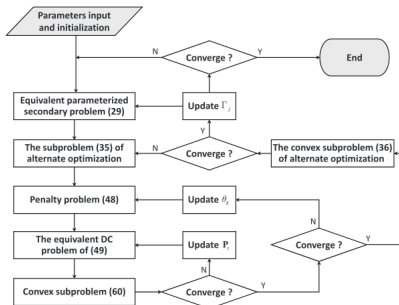 Parameters input
and initialization
N
Converge ?
Y
End
Equivalent parameterized
secondary problem (29)
Update Γj
Y
The subproblem (35) of
alternate optimization
N
Converge ?
The convex subproblem (36)
of alternate optimization
Penalty problem (48)
Update θk
N
Y
The equivalent DC
problem of (49)
Update Pi
Converge ?
N
Convex subproblem (60)
Converge ?
Y